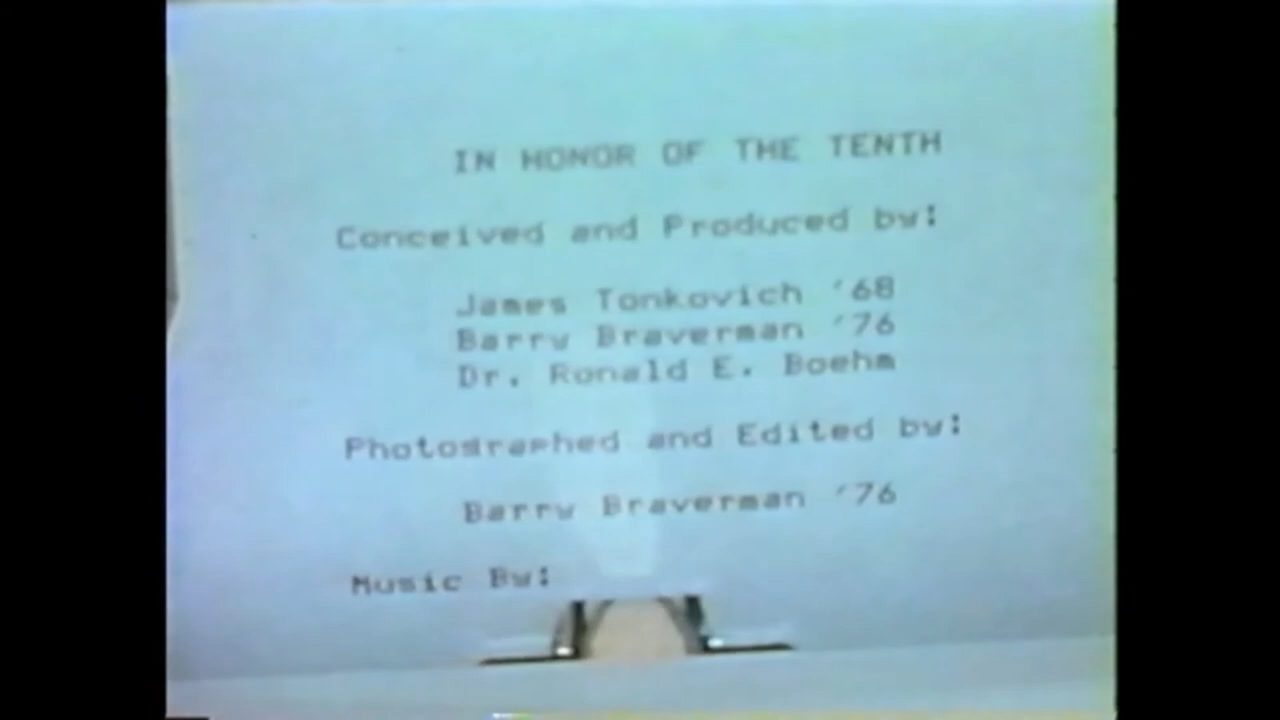 IN HONOR OF THE TENTH
Conceived and Produced by:
James Tonkovich '68
Barry Braverman '76
Dr. Ronald E. Boehm
Photographed and Edited by:
Barry Braverman '76
Music By: